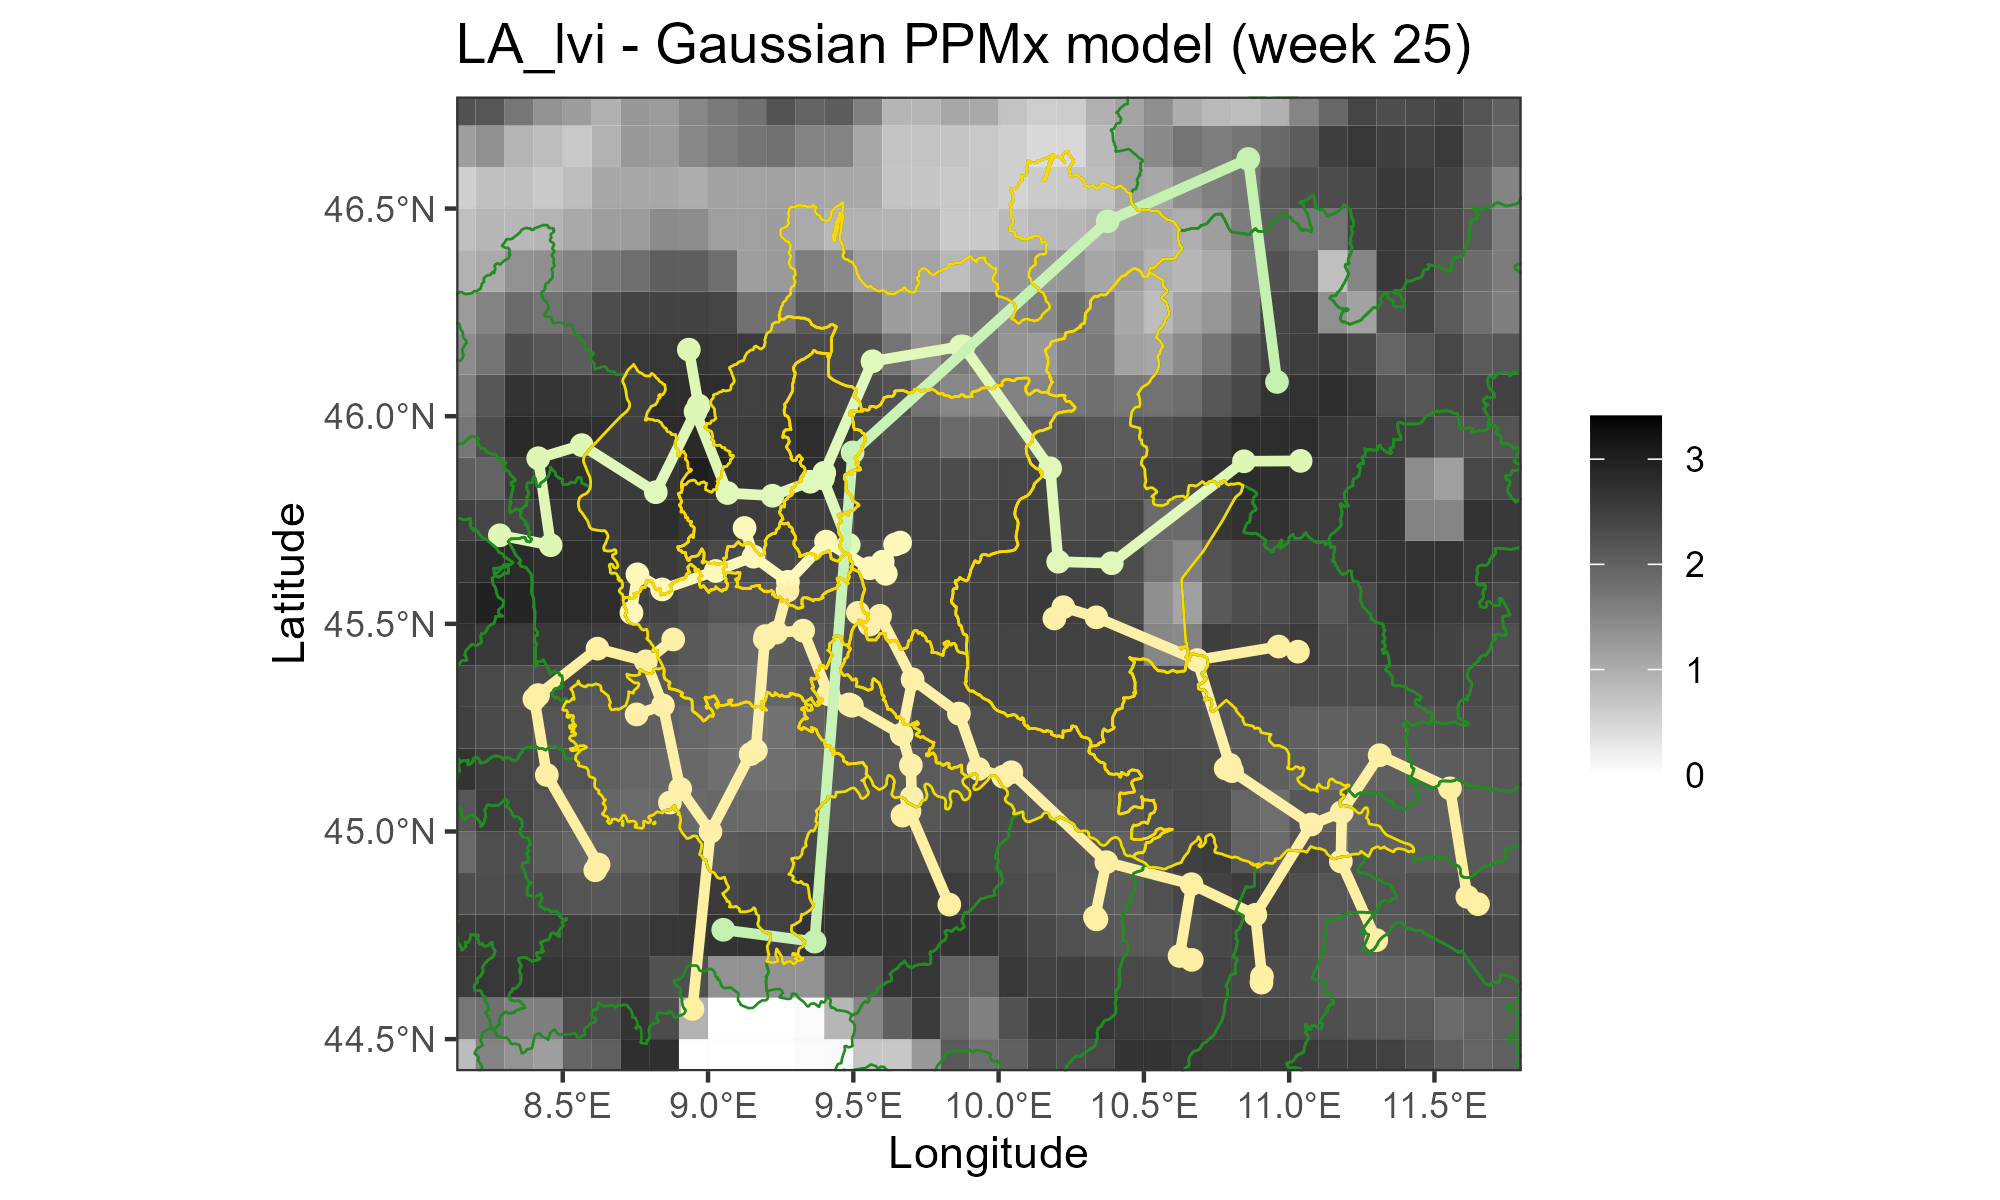 LA_lvi - Gaussian PPMx model (week 25)
46.5°N
46.0°N
45.5°N
45.0°N
44.5°N
Latitude
8.5°E 9.0°E 9.5°E 10.0°E 10.5°E 11.0°E 11.5°E
Longitude
3
2
1
0